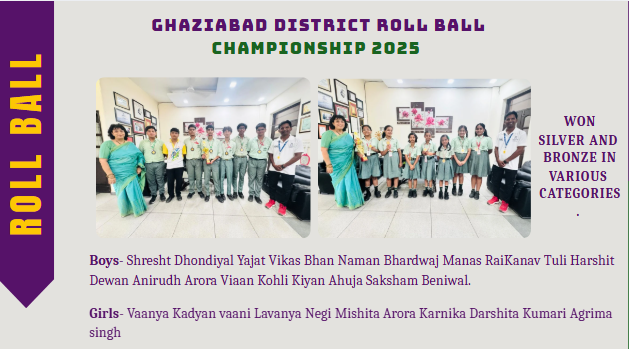 ROLL BALL
GHAZIABAD DISTRICT ROLL BALL
CHAMPIONSHIP 2025
WON
SILVER AND
BRONZE IN
VARIOUS
CATEGORIES
.
Boys- Shresht Dhondiyal Yajat Vikas Bhan Naman Bhardwaj Manas RaiKanav Tuli Harshit
Dewan Anirudh Arora Viaan Kohli Kiyan Ahuja Saksham Beniwal.
Girls- Vaanya Kadyan vaani Lavanya Negi Mishita Arora Karnika Darshita Kumari Agrima
singh